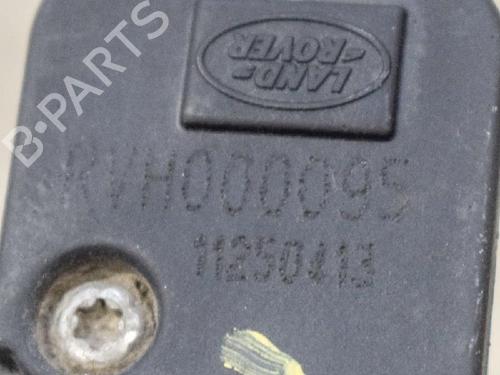 LAND-
-ROVER
RVH000095
11250413
B-PARTS